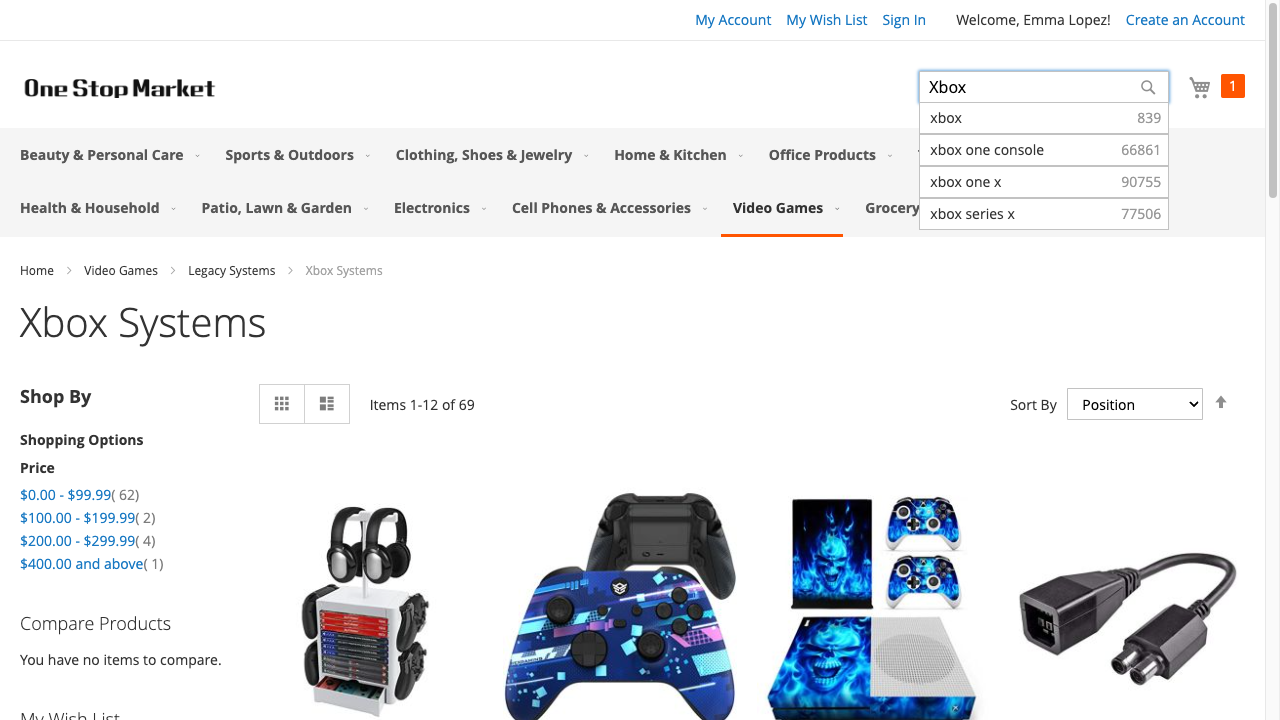 My Account My Wish List Sign In Welcome, Emma Lopez! Create an Account
One Stop Market
Xbox
1
xbox 839
xbox one console 66861
xbox one x 90755
xbox series x 77506
Beauty & Personal Care Sports & Outdoors Clothing, Shoes & Jewelry Home & Kitchen Office Products
Health & Household Patio, Lawn & Garden Electronics Cell Phones & Accessories Video Games Grocery
Home Video Games Legacy Systems Xbox Systems
Xbox Systems
Shop By
Items 1-12 of 69
Sort By Position
Shopping Options
Price
$0.00 - $99.99( 62)
$100.00 - $199.99( 2)
$200.00 - $299.99( 4)
$400.00 and above( 1)
Compare Products
You have no items to compare.
My Wish List